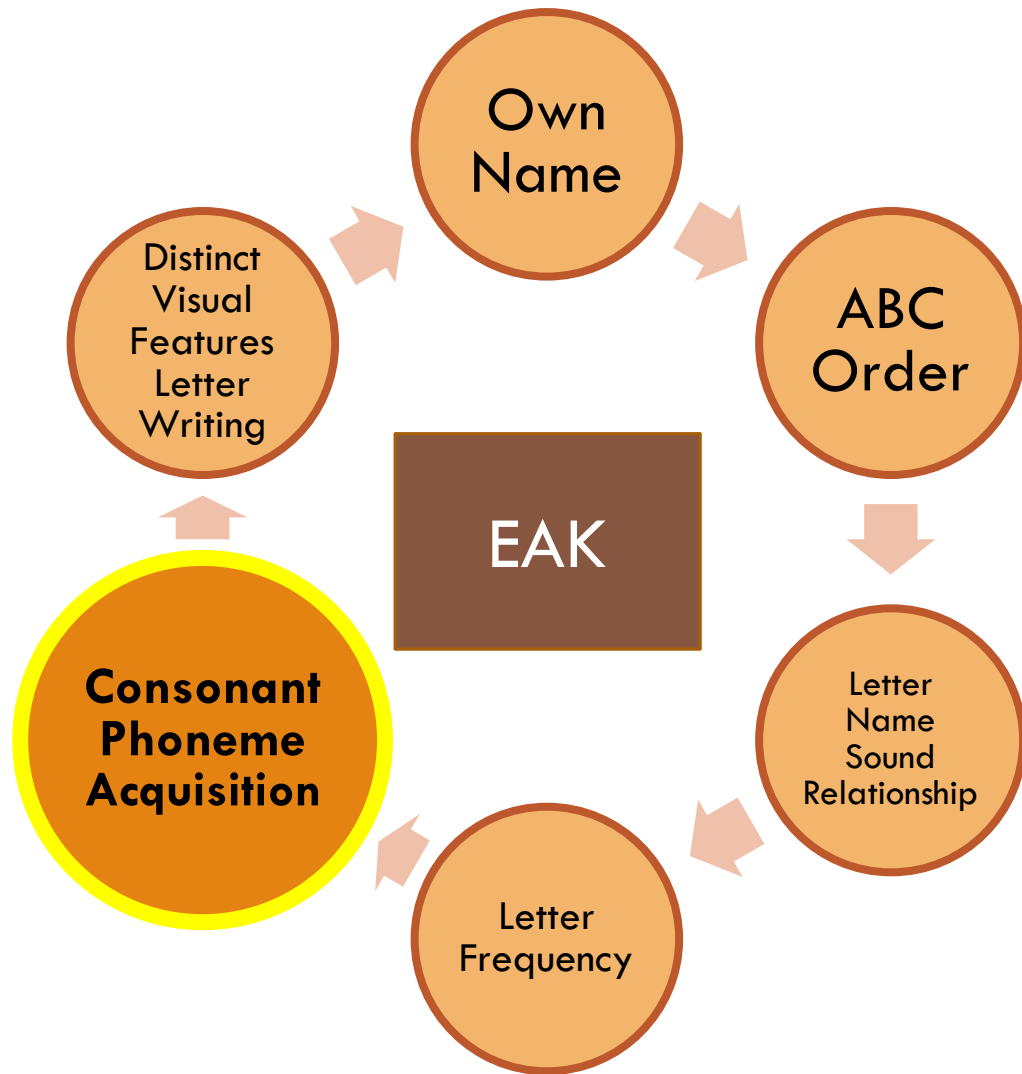 Own
Name
ABC
Order
Letter
Name
Sound
Relationship
Letter
Frequency
Consonant
Phoneme
Acquisition
Distinct
Visual
Features
Letter
Writing
EAK